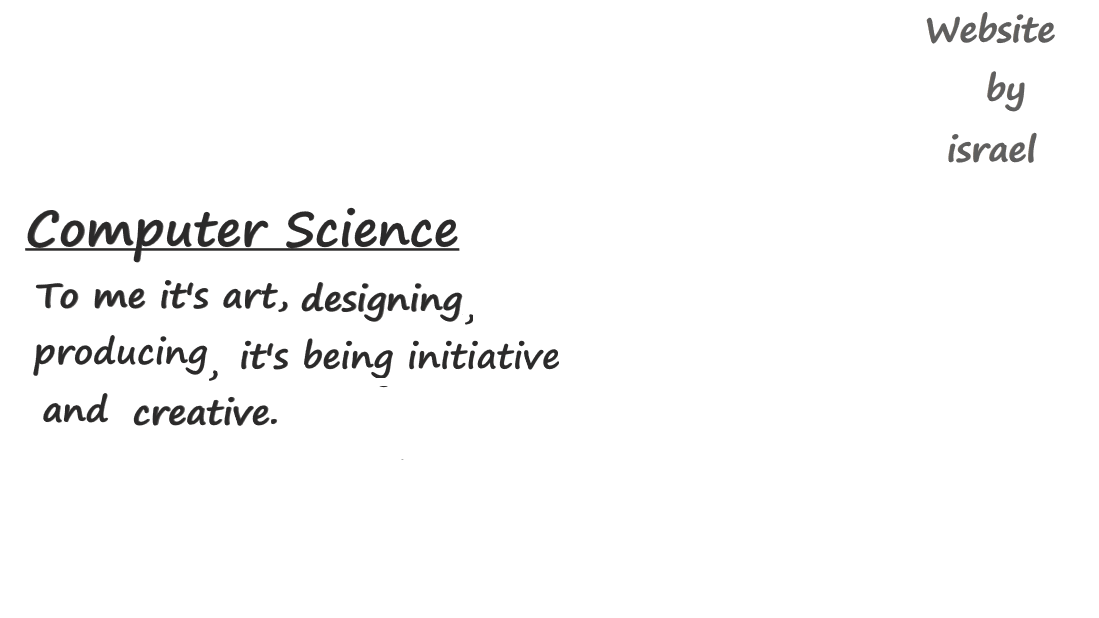 Website
by
israel
Computer Science
To me it's art, designing,
producing, it's being initiative
and creative.